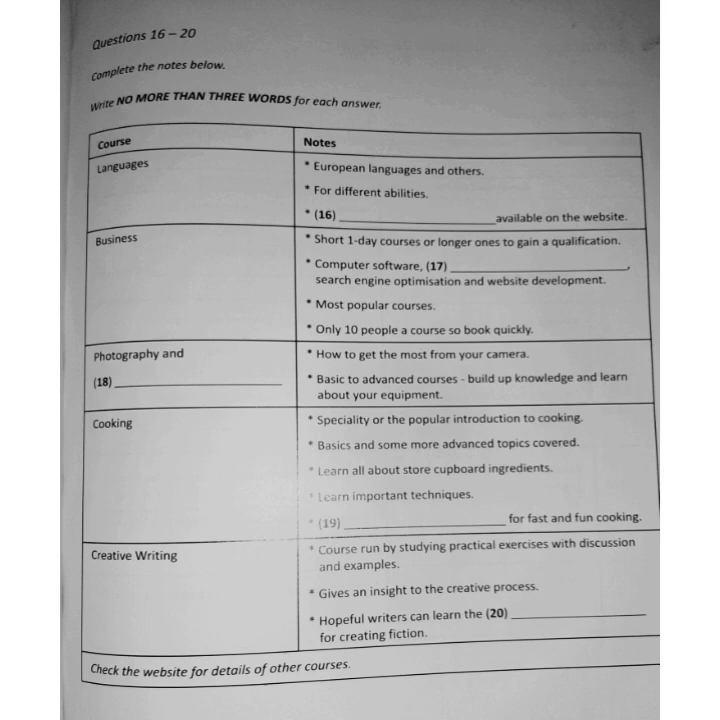 Questions 16 – 20
Complete the notes below.
Write NO MORE THAN THREE WORDS for each answer.
Course
Notes
Languages
* European languages and others.
* For different abilities.
* (16) ____________________ available on the website.
Business
* Short 1-day courses or longer ones to gain a qualification.
* Computer software, (17) ____________________,
search engine optimisation and website development.
* Most popular courses.
* Only 10 people a course so book quickly.
Photography and
(18) ____________________
* How to get the most from your camera.
* Basic to advanced courses - build up knowledge and learn
about your equipment.
Cooking
* Speciality or the popular introduction to cooking.
* Basics and some more advanced topics covered.
* Learn all about store cupboard ingredients.
* Learn important techniques.
* (19) ____________________ for fast and fun cooking.
Creative Writing
* Course run by studying practical exercises with discussion
and examples.
* Gives an insight to the creative process.
* Hopeful writers can learn the (20) ____________________
for creating fiction.
Check the website for details of other courses.